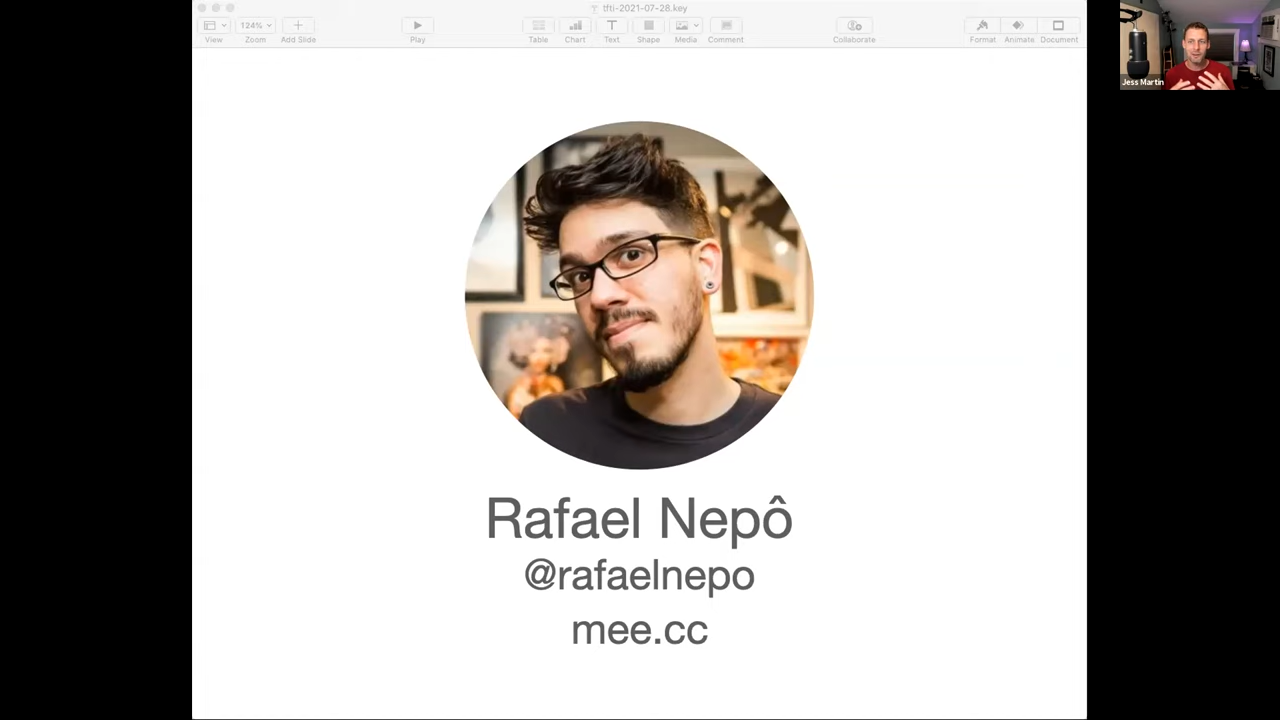 tfti-2021-07-28.key
124%
View Zoom Add Slide Play Table Chart Text Shape Media Comment Collaborate Format Animate Document
Jess Martin
Rafael Nepô
@rafaelnepo
mee.cc